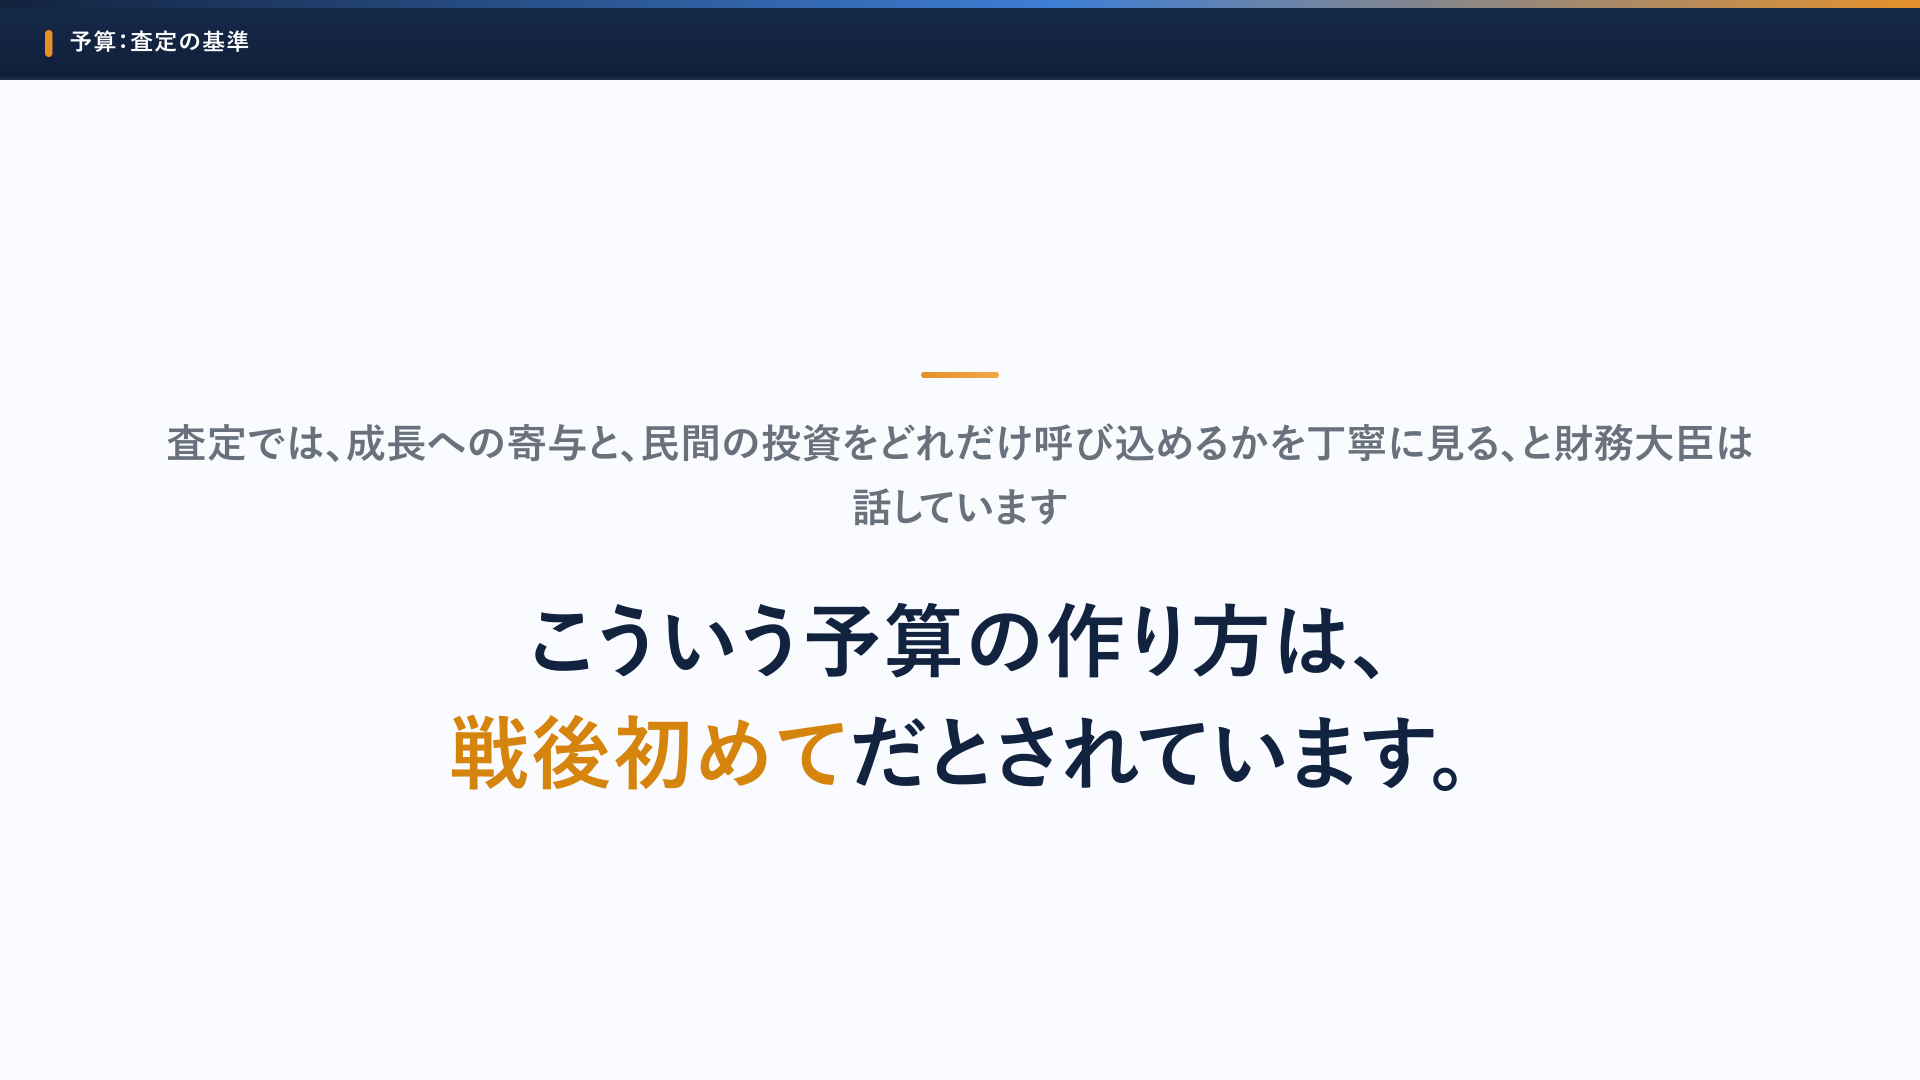 予算：査定の基準
査定では、成長への寄与と、民間の投資をどれだけ呼び込めるかを丁寧に見る、と財務大臣は
話しています
こういう予算の作り方は、
戦後初めてだとされています。